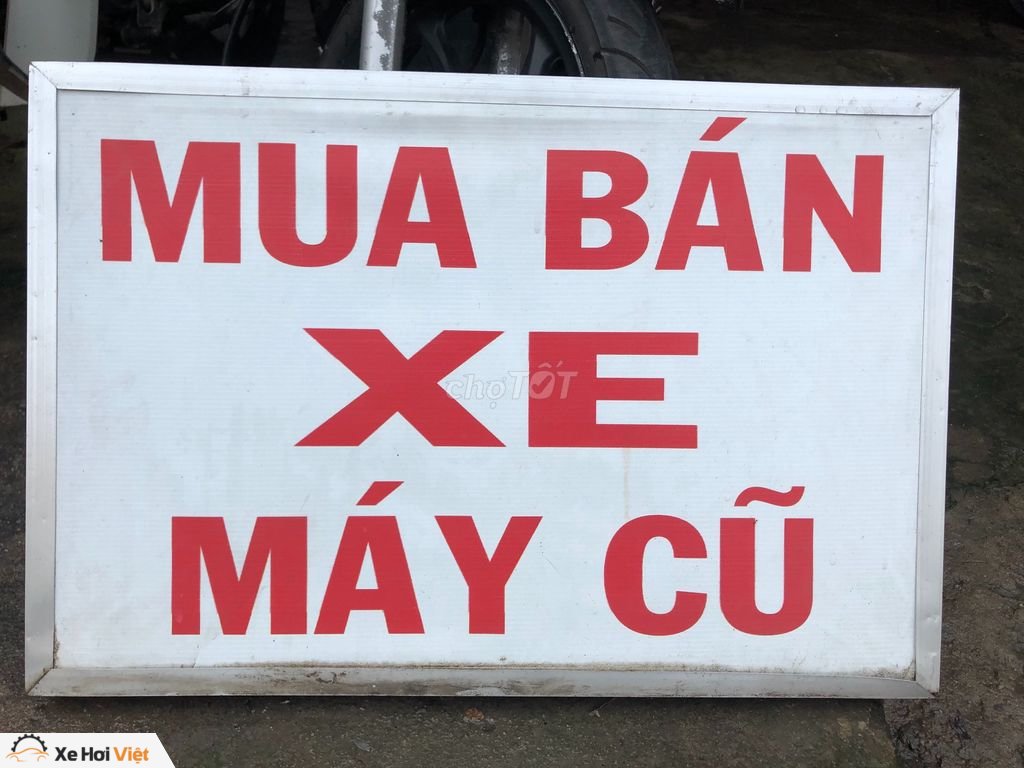 MUA BÁN
XE
chợTỐT
MÁY CŨ
Xe Hơi Việt